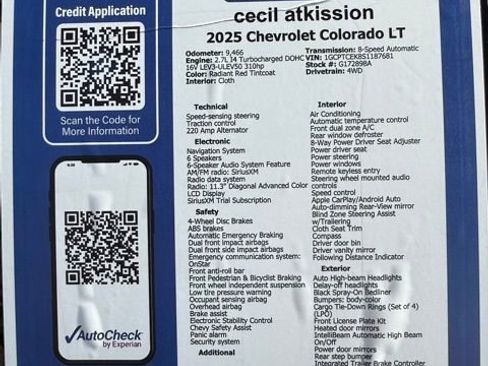 Credit Application
Scan the Code for
More Information
AutoCheck
by Experian
cecil atkission
2025 Chevrolet Colorado LT
Odometer: 9,466
Engine: 2.7L I4 Turbocharged DOHC
16V LEV3-ULEV50 310hp
Color: Radiant Red Tintcoat
Interior: Cloth
Transmission: 8-Speed Automatic
VIN: 1GCPTCEK8S1187681
Stock #: G17289BA
Drivetrain: 4WD
Technical
Speed-sensing steering
Traction control
220 Amp Alternator
Electronic
Navigation System
6 Speakers
6-Speaker Audio System Feature
AM/FM radio: SiriusXM
Radio data system
Radio: 11.3" Diagonal Advanced Color
LCD Display
SiriusXM Trial Subscription
Safety
4-Wheel Disc Brakes
ABS brakes
Automatic Emergency Braking
Dual front impact airbags
Dual front side impact airbags
Emergency communication system:
OnStar
Front anti-roll bar
Front Pedestrian & Bicyclist Braking
Front wheel independent suspension
Low tire pressure warning
Occupant sensing airbag
Overhead airbag
Brake assist
Electronic Stability Control
Chevy Safety Assist
Panic alarm
Security system
Additional
Interior
Air Conditioning
Automatic temperature control
Front dual zone A/C
Rear window defroster
8-Way Power Driver Seat Adjuster
Power driver seat
Power steering
Power windows
Remote keyless entry
Steering wheel mounted audio
controls
Speed control
Apple CarPlay/Android Auto
Auto-dimming Rear-View mirror
Blind Zone Steering Assist
w/Trailering
Cloth Seat Trim
Compass
Driver door bin
Driver vanity mirror
Following Distance Indicator
Exterior
Auto High-beam Headlights
Delay-off headlights
Black Spray-On Bedliner
Bumpers: body-color
Cargo Tie-Down Rings (Set of 4)
(LPO)
Front License Plate Kit
Heated door mirrors
IntelliBeam Automatic High Beam
On/Off
Power door mirrors
Rear step bumper
Integrated Trailer Brake Controller